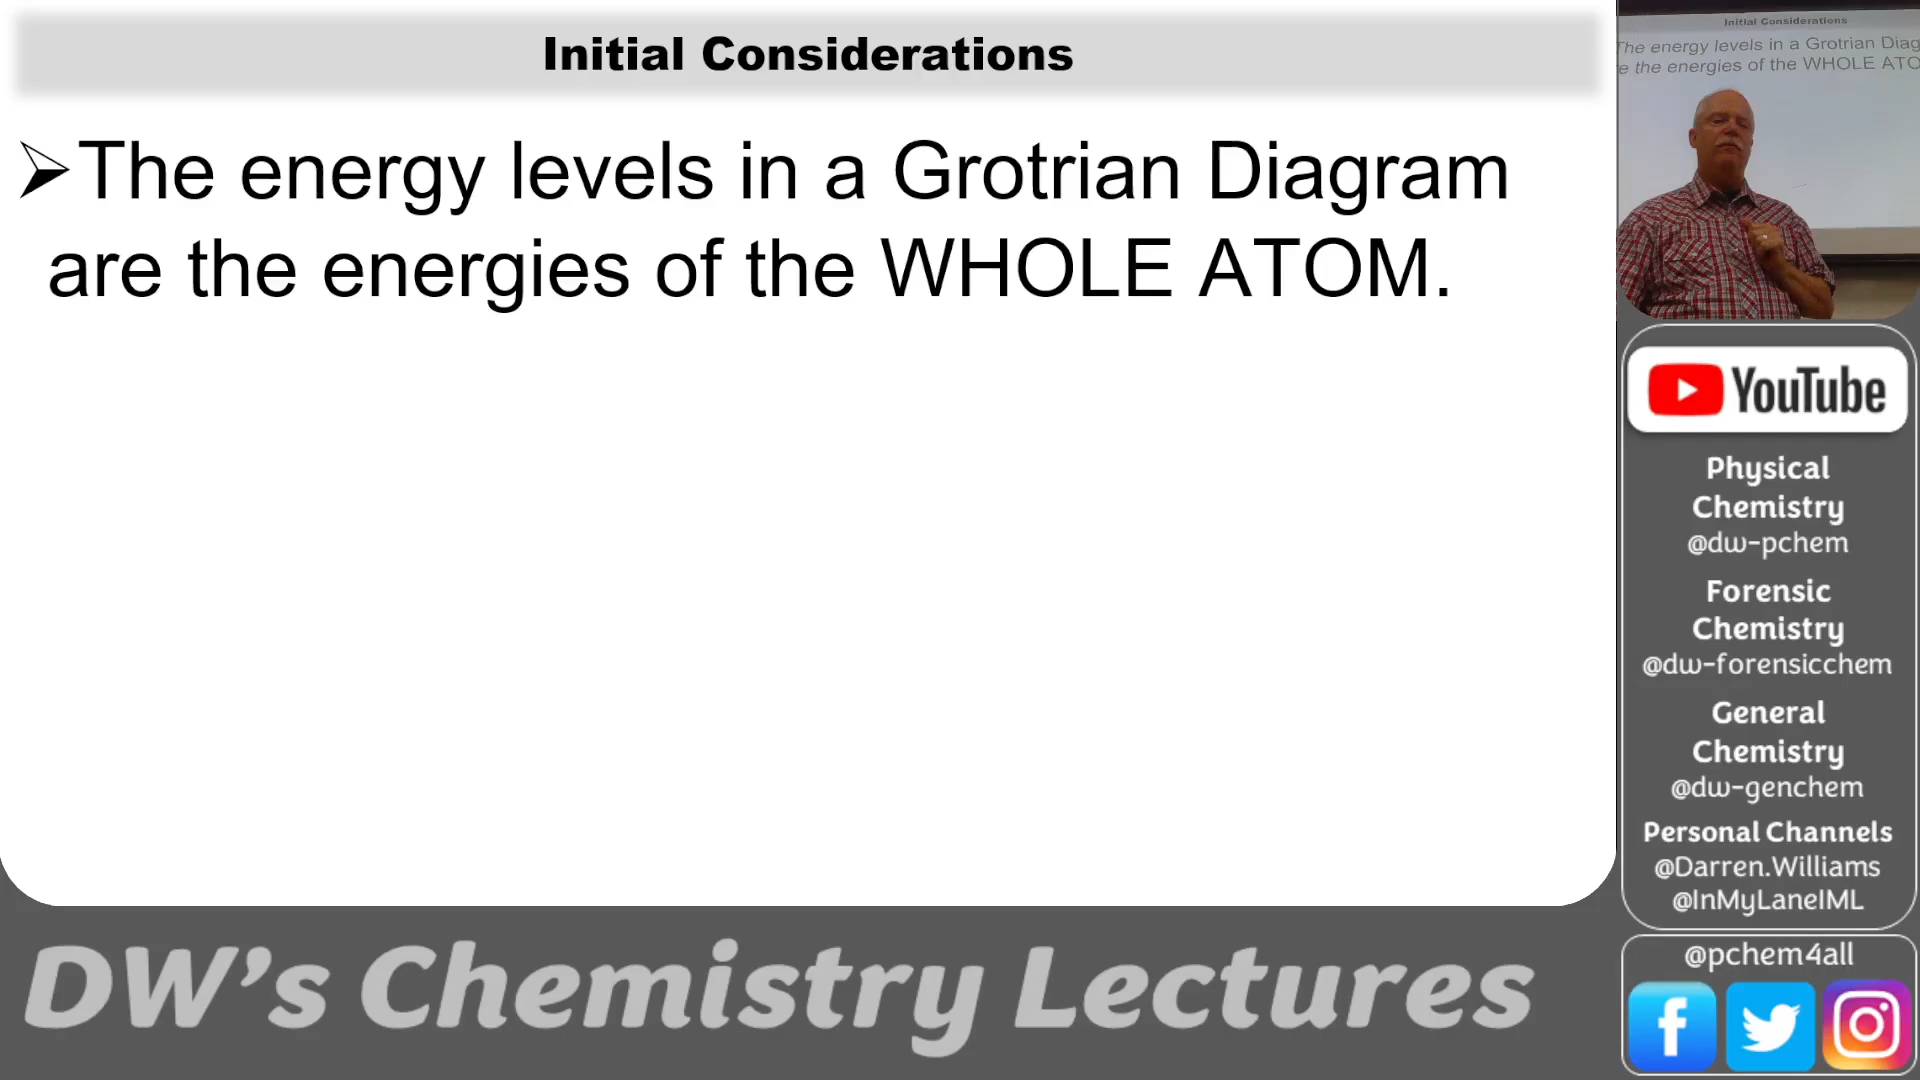 Initial Considerations
➢The energy levels in a Grotrian Diagram
are the energies of the WHOLE ATOM.
Initial Considerations
The energy levels in a Grotrian Diag
e the energies of the WHOLE ATO
YouTube
Physical
Chemistry
@dw-pchem
Forensic
Chemistry
@dw-forensicchem
General
Chemistry
@dw-genchem
Personal Channels
@Darren.Williams
@InMyLaneIML
@pchem4all
DW's Chemistry Lectures